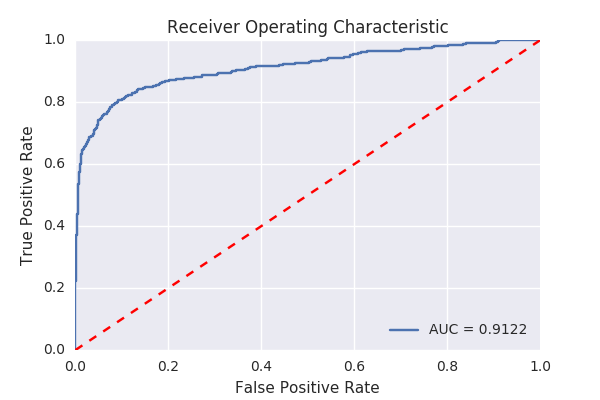 Receiver Operating Characteristic
1.0
0.8
0.6
0.4
0.2
0.0
True Positive Rate
AUC = 0.9122
0.0 0.2 0.4 0.6 0.8 1.0
False Positive Rate